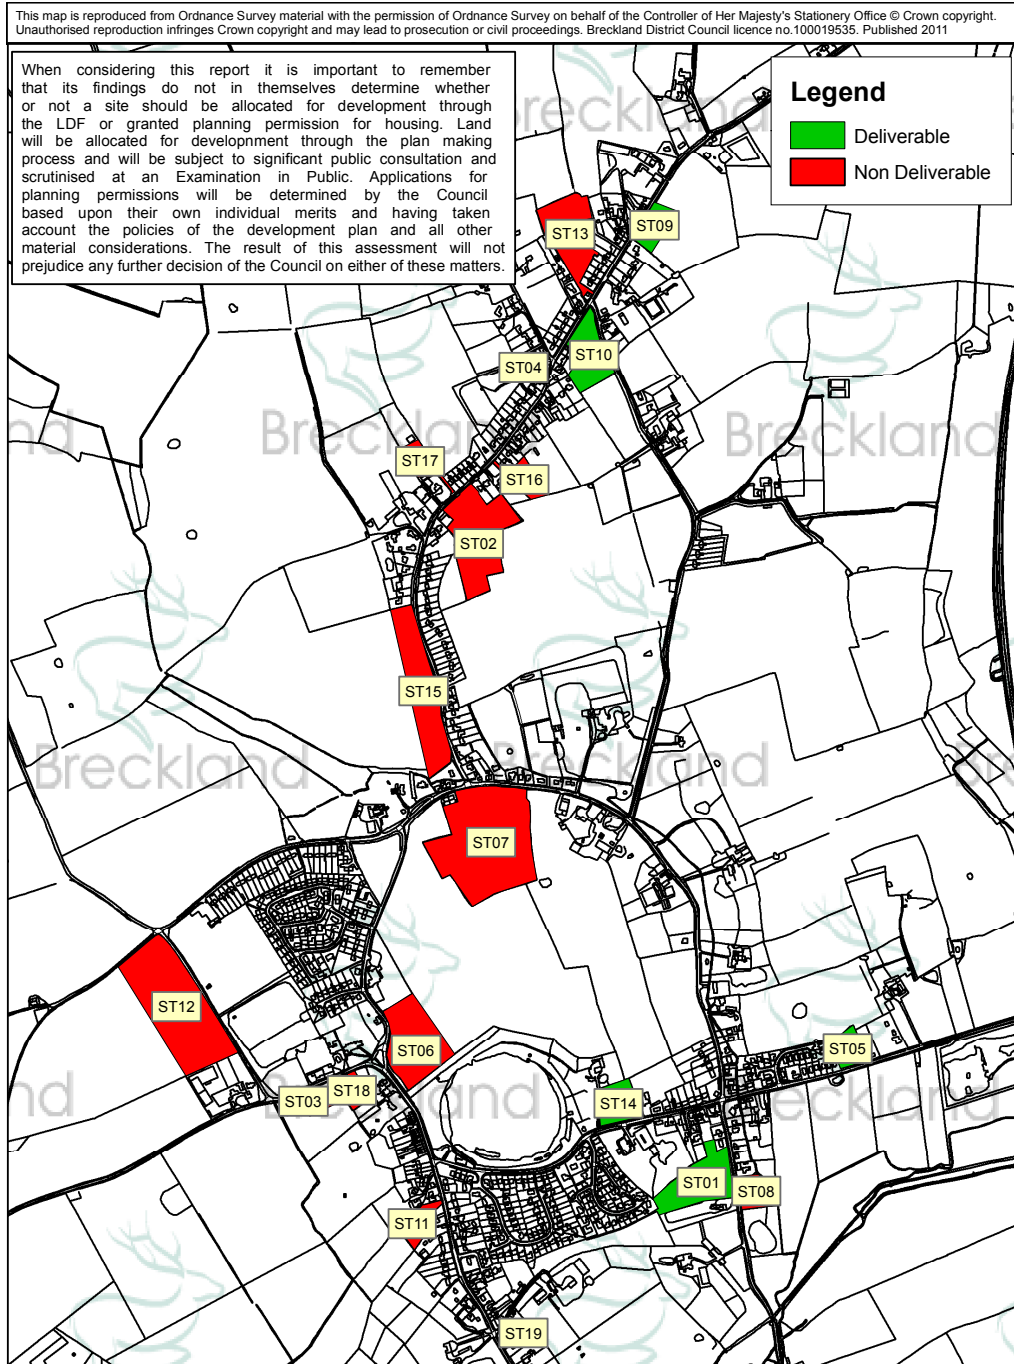 This map is reproduced from Ordnance Survey material with the permission of Ordnance Survey on behalf of the Controller of Her Majesty's Stationery Office © Crown copyright.
Unauthorised reproduction infringes Crown copyright and may lead to prosecution or civil proceedings. Breckland District Council licence no.100019535. Published 2011
When considering this report it is important to remember
that its findings do not in themselves determine whether
or not a site should be allocated for development through
the LDF or granted planning permission for housing. Land
will be allocated for developnment through the plan making
process and will be subject to significant public consultation and
scrutinised at an Examination in Public. Applications for
planning permissions will be determined by the Council
based upon their own individual merits and having taken
account the policies of the development plan and all other
material considerations. The result of this assessment will not
prejudice any further decision of the Council on either of these matters.
Legend
Deliverable
Non Deliverable
Breckland
ST13
ST09
ST10
ST04
Breckland
Breckland
ST17
ST16
ST02
ST15
Breckland
Breckland
ST07
ST12
ST06
ST05
ST18
ST03
ST14
Breckland
Breckland
ST01
ST08
ST11
ST19